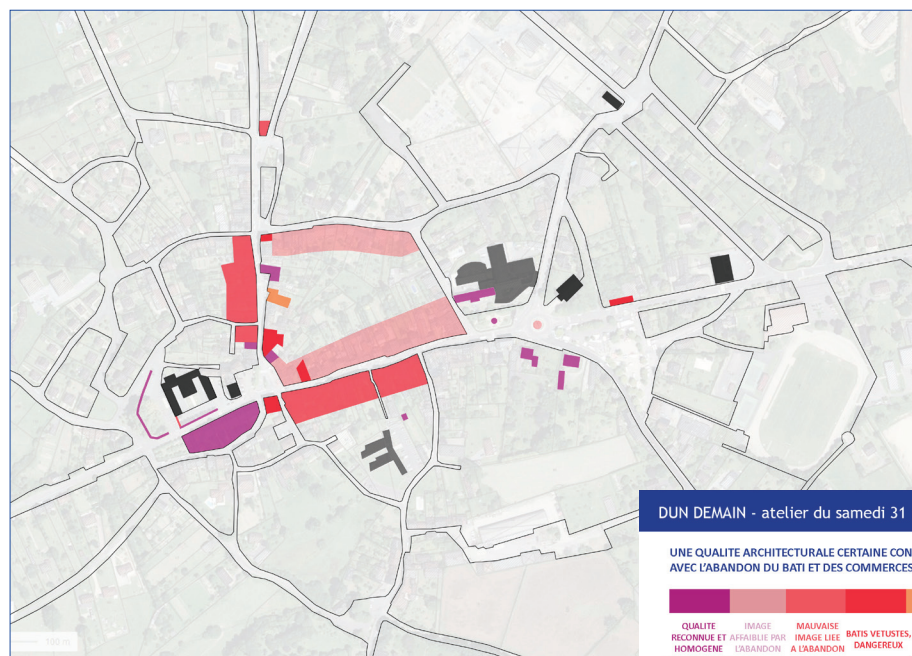 100 m
DUN DEMAIN - atelier du samedi 31
UNE QUALITE ARCHITECTURALE CERTAINE CON
AVEC L'ABANDON DU BATI ET DES COMMERCES
QUALITE
RECONNUE ET
HOMOGENE
IMAGE
AFFAIBLIE PAR
L'ABANDON
MAUVAISE
IMAGE LIEE
A L'ABANDON
BATIS VETUSTES,
DANGEREUX